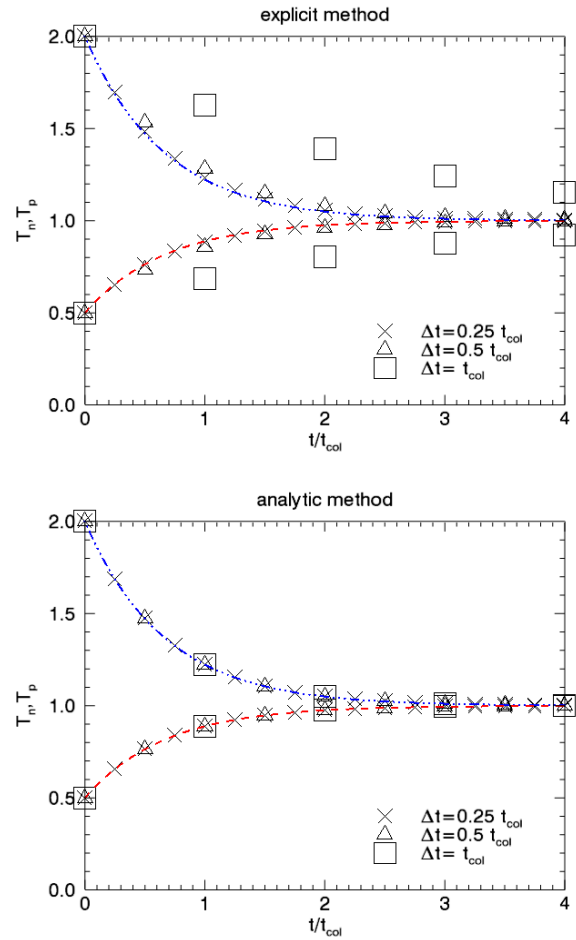 explicit method
2.0
1.5
1.0
0.5
0.0
T_n, T_p
0 1 2 3 4
t/t_col
Δt=0.25 t_col
Δt=0.5 t_col
Δt= t_col
analytic method
2.0
1.5
1.0
0.5
0.0
T_n, T_p
Δt=0.25 t_col
Δt=0.5 t_col
Δt= t_col
0 1 2 3 4
t/t_col